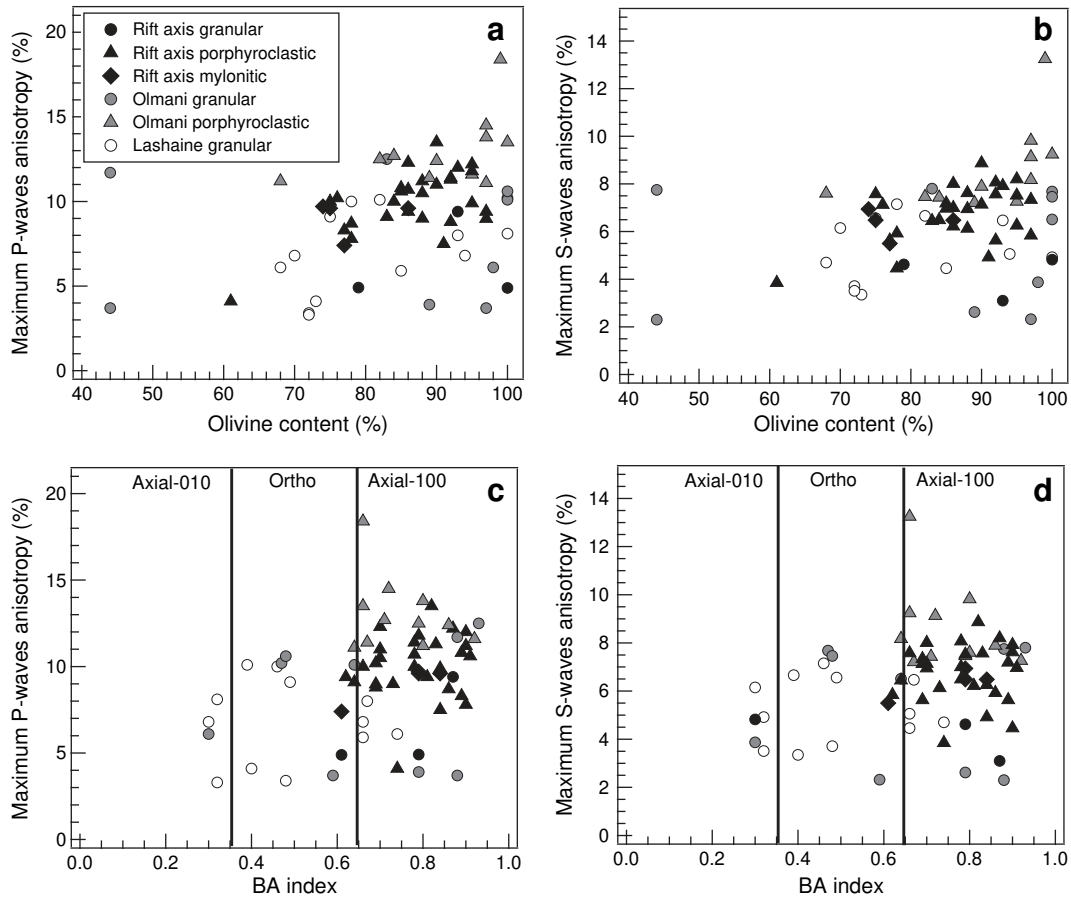 a
Maximum P-waves anisotropy (%)
20
15
10
5
0
Rift axis granular
Rift axis porphyroclastic
Rift axis mylonitic
Olmani granular
Olmani porphyroclastic
Lashaine granular
40 50 60 70 80 90 100
Olivine content (%)
b
Maximum S-waves anisotropy (%)
14
12
10
8
6
4
2
0
40 50 60 70 80 90 100
Olivine content (%)
c
Axial-010 Ortho Axial-100
Maximum P-waves anisotropy (%)
20
15
10
5
0
0.0 0.2 0.4 0.6 0.8 1.0
BA index
d
Axial-010 Ortho Axial-100
Maximum S-waves anisotropy (%)
14
12
10
8
6
4
2
0
0.0 0.2 0.4 0.6 0.8 1.0
BA index